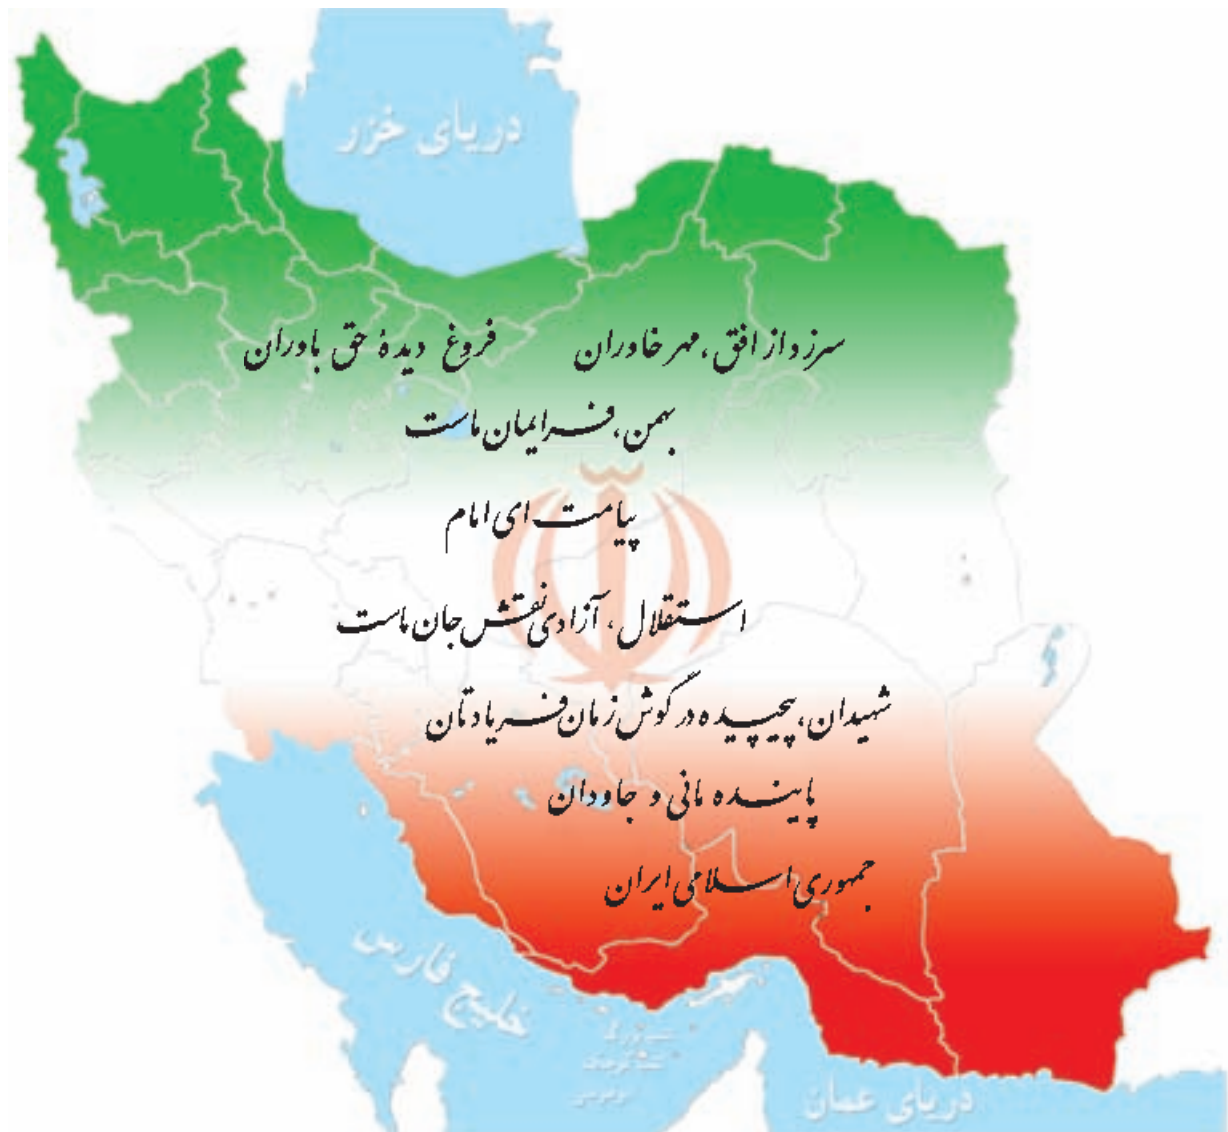 دریای خزر
سرزد از افق، مهر خاوران فروغ دیدهٔ حق باوران
بهمن، فر ایمان ماست
پیامت ای امام
استقلال، آزادی نقش جان ماست
شهیدان، پیچیده در گوش زمان فریادتان
پاینده مانی و جاودان
جمهوری اسلامی ایران
خلیج فارس
دریای عمان